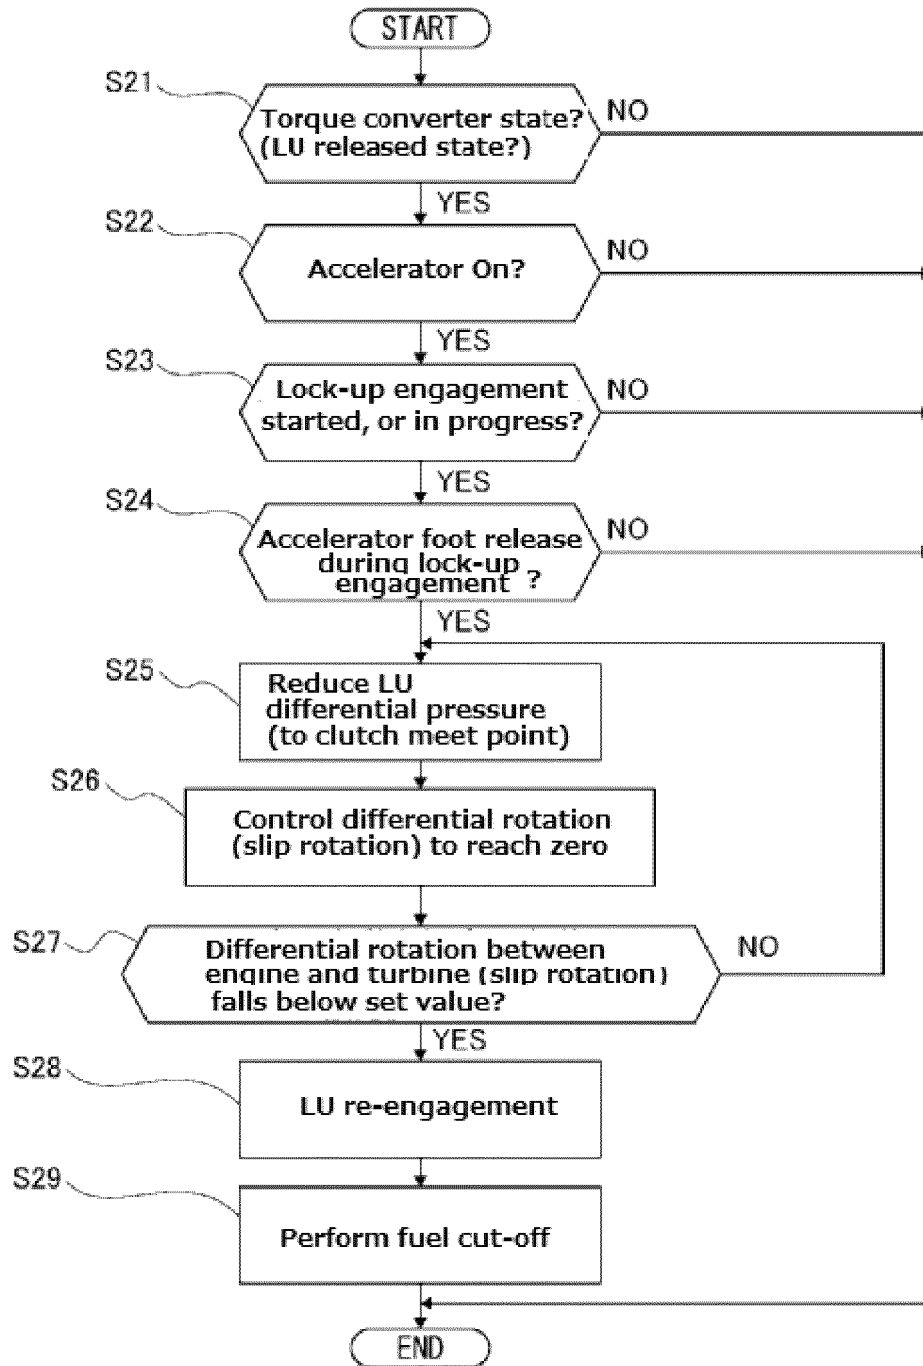 START
S21
Torque converter state?
(LU released state?)
NO
YES
S22
Accelerator On?
NO
YES
S23
Lock-up engagement
started, or in progress?
NO
YES
S24
Accelerator foot release
during lock-up
engagement ?
NO
YES
S25
Reduce LU
differential pressure
(to clutch meet point)
S26
Control differential rotation
(slip rotation) to reach zero
S27
Differential rotation between
engine and turbine (slip rotation)
falls below set value?
NO
YES
S28
LU re-engagement
S29
Perform fuel cut-off
END